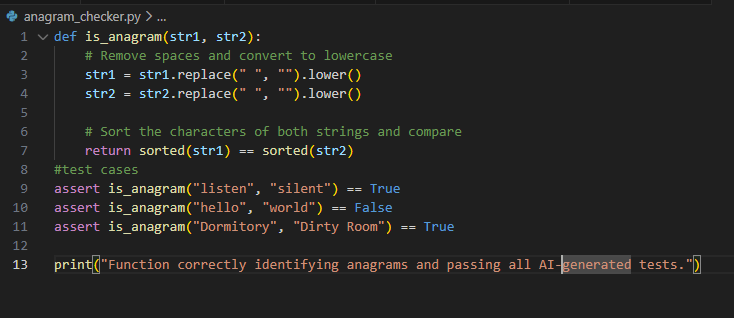 anagram_checker.py > ...
1 def is_anagram(str1, str2):
2 # Remove spaces and convert to lowercase
3 str1 = str1.replace(" ", "").lower()
4 str2 = str2.replace(" ", "").lower()
5
6 # Sort the characters of both strings and compare
7 return sorted(str1) == sorted(str2)
8 #test cases
9 assert is_anagram("listen", "silent") == True
10 assert is_anagram("hello", "world") == False
11 assert is_anagram("Dormitory", "Dirty Room") == True
12
13 print("Function correctly identifying anagrams and passing all AI-generated tests.")